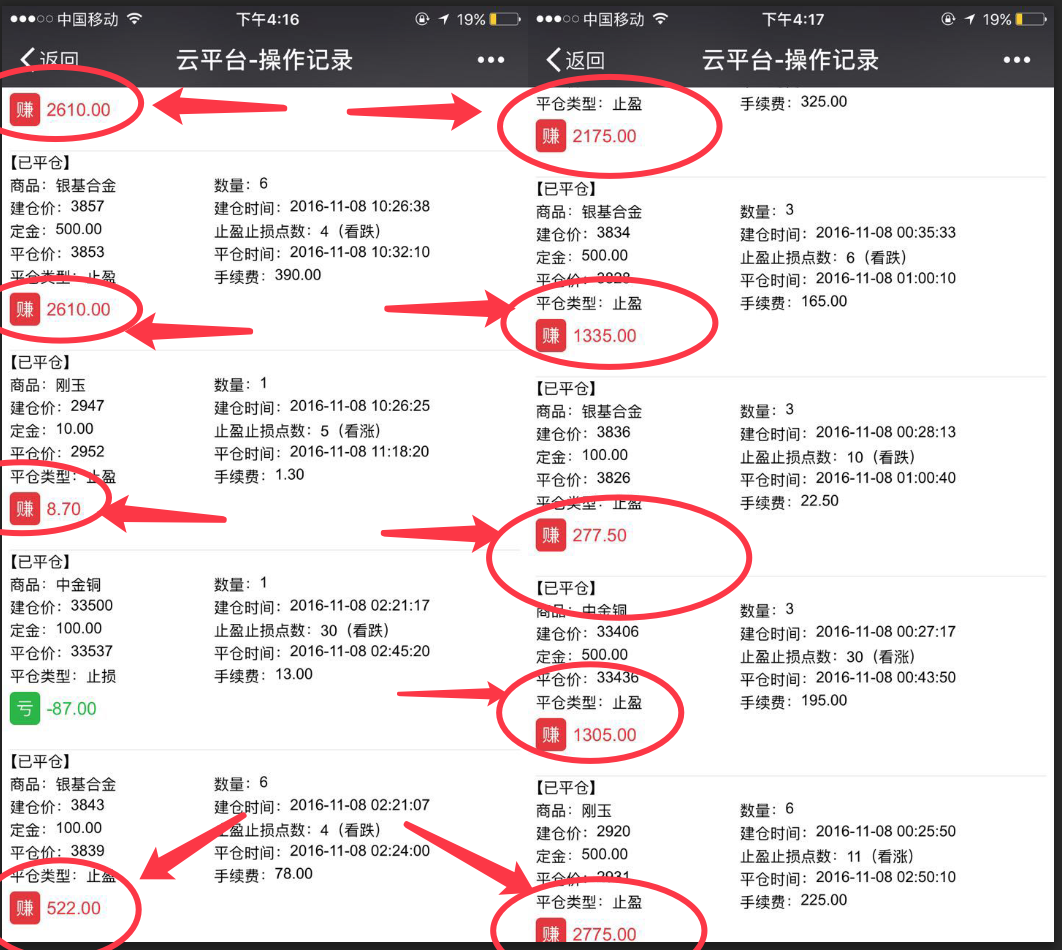 ●●●○○ 中国移动 下午4:16 19%
返回 云平台-操作记录 •••
赚 2610.00
【已平仓】
商品：银基合金 数量：6
建仓价：3857 建仓时间：2016-11-08 10:26:38
定金：500.00 止盈止损点数：4（看跌）
平仓价：3853 平仓时间：2016-11-08 10:32:10
平仓类型：止盈 手续费：390.00
赚 2610.00
【已平仓】
商品：刚玉 数量：1
建仓价：2947 建仓时间：2016-11-08 10:26:25
定金：10.00 止盈止损点数：5（看涨）
平仓价：2952 平仓时间：2016-11-08 11:18:20
平仓类型：止盈 手续费：1.30
赚 8.70
【已平仓】
商品：中金铜 数量：1
建仓价：33500 建仓时间：2016-11-08 02:21:17
定金：100.00 止盈止损点数：30（看跌）
平仓价：33537 平仓时间：2016-11-08 02:45:20
平仓类型：止损 手续费：13.00
亏 -87.00
【已平仓】
商品：银基合金 数量：6
建仓价：3843 建仓时间：2016-11-08 02:21:07
定金：100.00 止盈止损点数：4（看跌）
平仓价：3839 平仓时间：2016-11-08 02:24:00
平仓类型：止盈 手续费：78.00
赚 522.00
●●●○○ 中国移动 下午4:17 19%
返回 云平台-操作记录 •••
平仓类型：止盈 手续费：325.00
赚 2175.00
【已平仓】
商品：银基合金 数量：3
建仓价：3834 建仓时间：2016-11-08 00:35:33
定金：500.00 止盈止损点数：6（看跌）
平仓价：3828 平仓时间：2016-11-08 01:00:10
平仓类型：止盈 手续费：165.00
赚 1335.00
【已平仓】
商品：银基合金 数量：3
建仓价：3836 建仓时间：2016-11-08 00:28:13
定金：100.00 止盈止损点数：10（看跌）
平仓价：3826 平仓时间：2016-11-08 01:00:40
平仓类型：止盈 手续费：22.50
赚 277.50
【已平仓】
商品：中金铜 数量：3
建仓价：33406 建仓时间：2016-11-08 00:27:17
定金：500.00 止盈止损点数：30（看涨）
平仓价：33436 平仓时间：2016-11-08 00:43:50
平仓类型：止盈 手续费：195.00
赚 1305.00
【已平仓】
商品：刚玉 数量：6
建仓价：2920 建仓时间：2016-11-08 00:25:50
定金：500.00 止盈止损点数：11（看涨）
平仓价：2931 平仓时间：2016-11-08 02:50:10
平仓类型：止盈 手续费：225.00
赚 2775.00